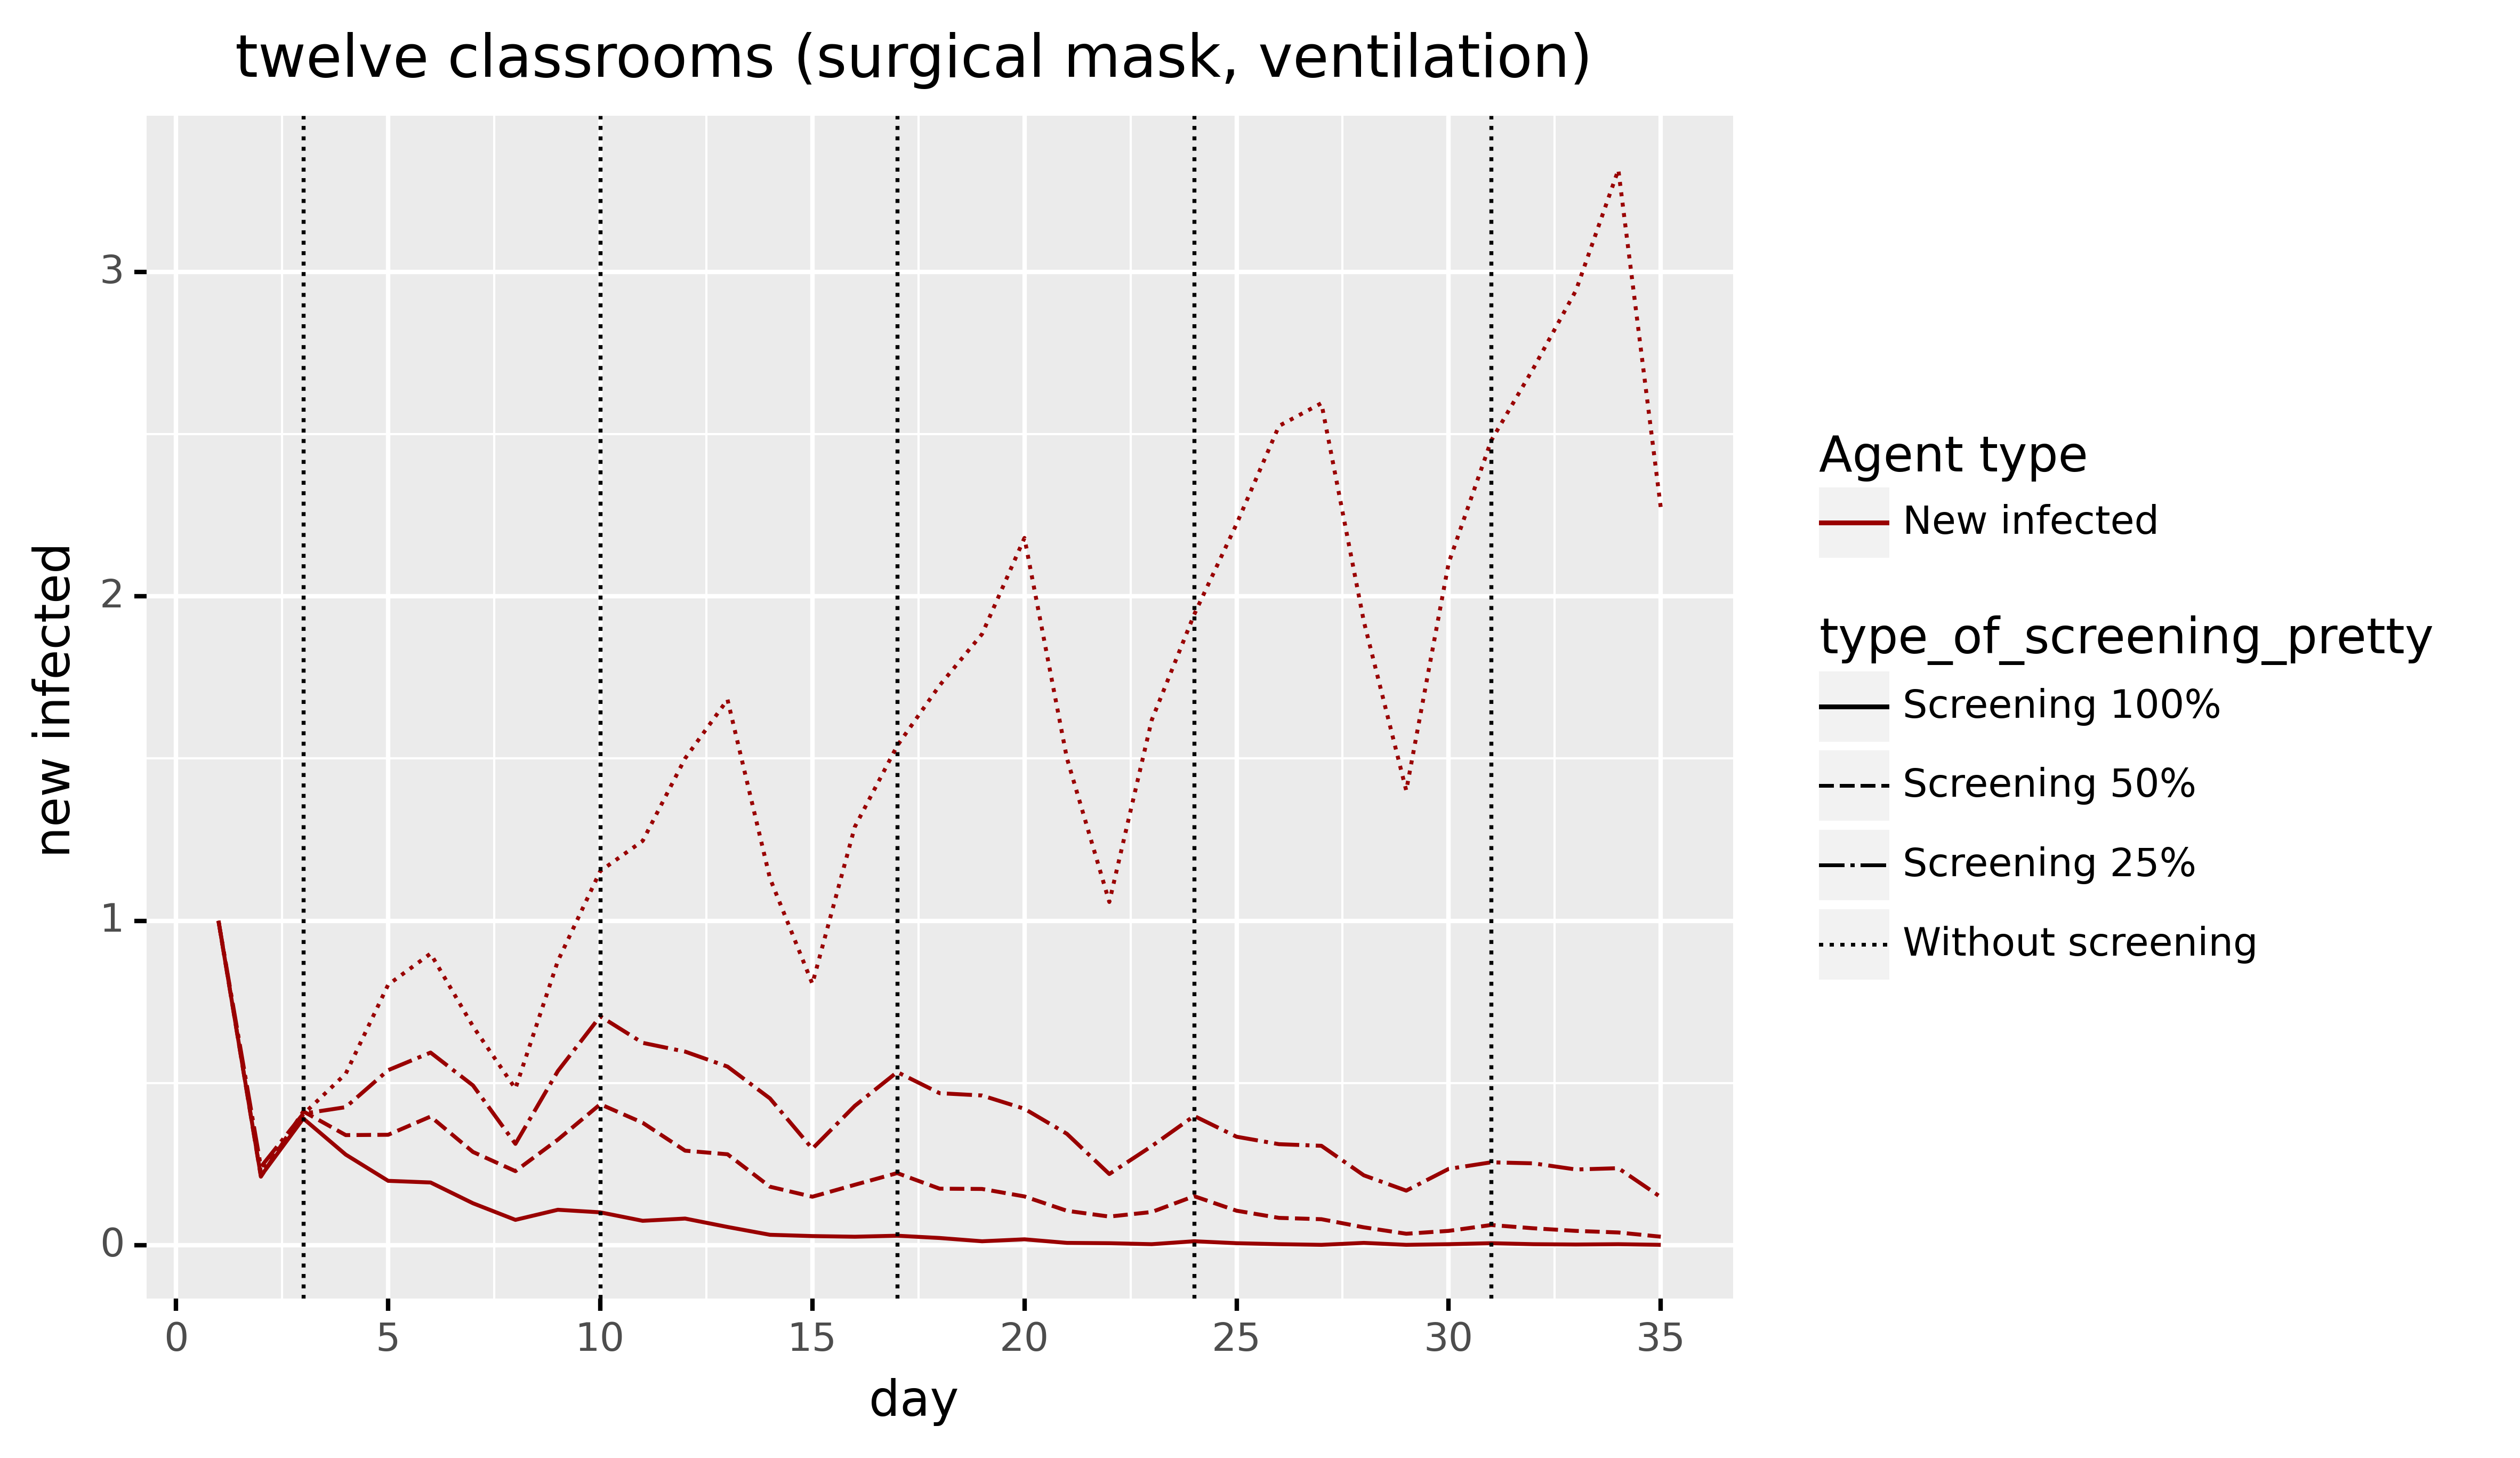 twelve classrooms (surgical mask, ventilation)
new infected
3
2
1
0
0 5 10 15 20 25 30 35
day
Agent type
New infected
type_of_screening_pretty
Screening 100%
Screening 50%
Screening 25%
Without screening